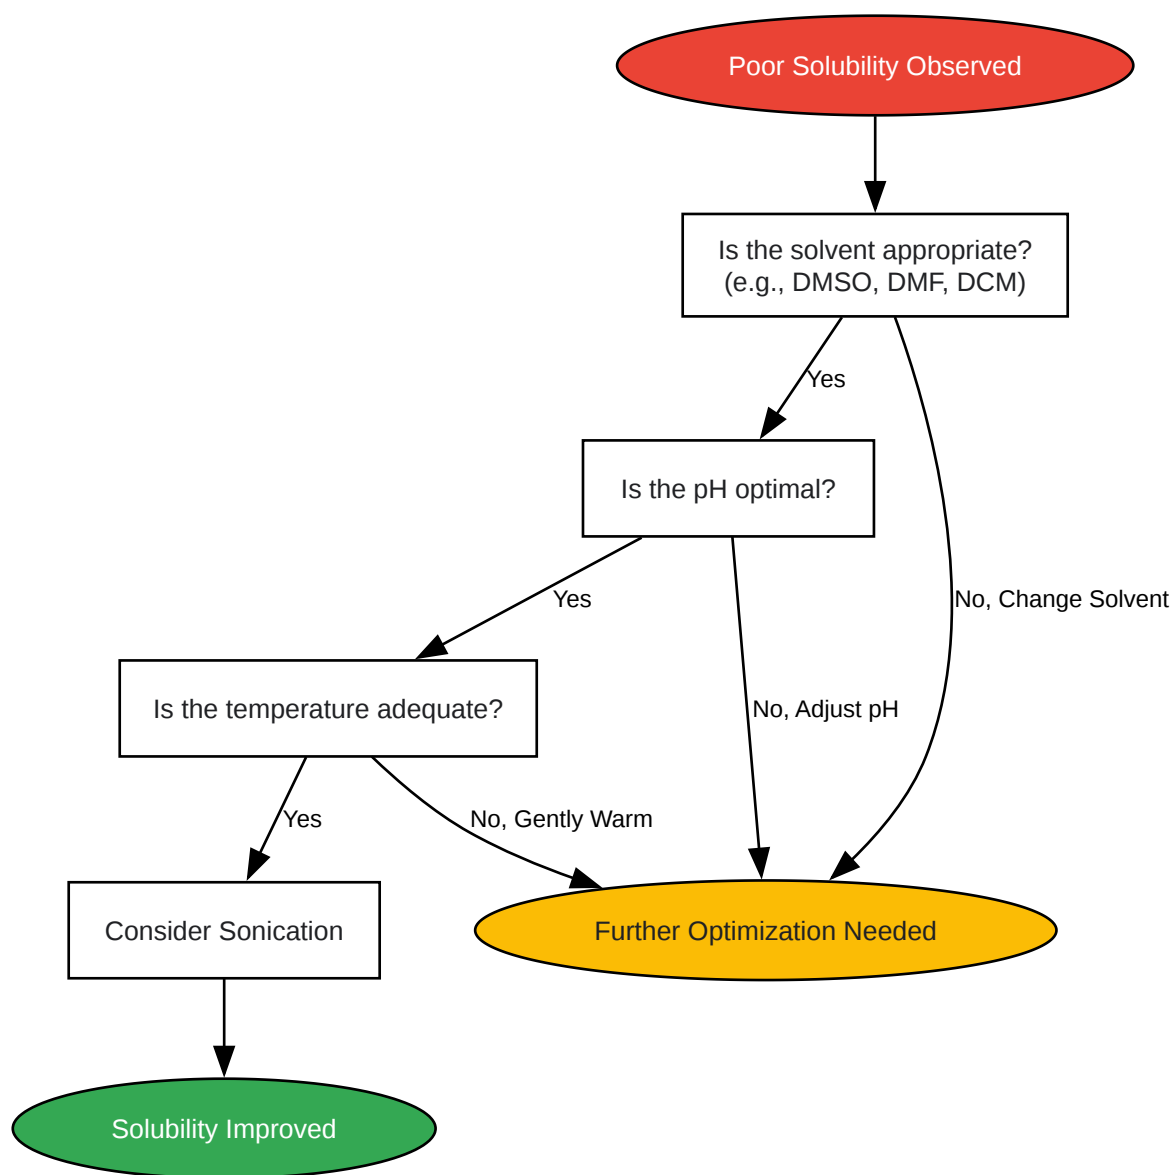 Poor Solubility Observed
Is the solvent appropriate?
(e.g., DMSO, DMF, DCM)
Yes
Is the pH optimal?
Yes
No, Change Solvent
Is the temperature adequate?
No, Adjust pH
Yes
No, Gently Warm
Consider Sonication
Further Optimization Needed
Solubility Improved